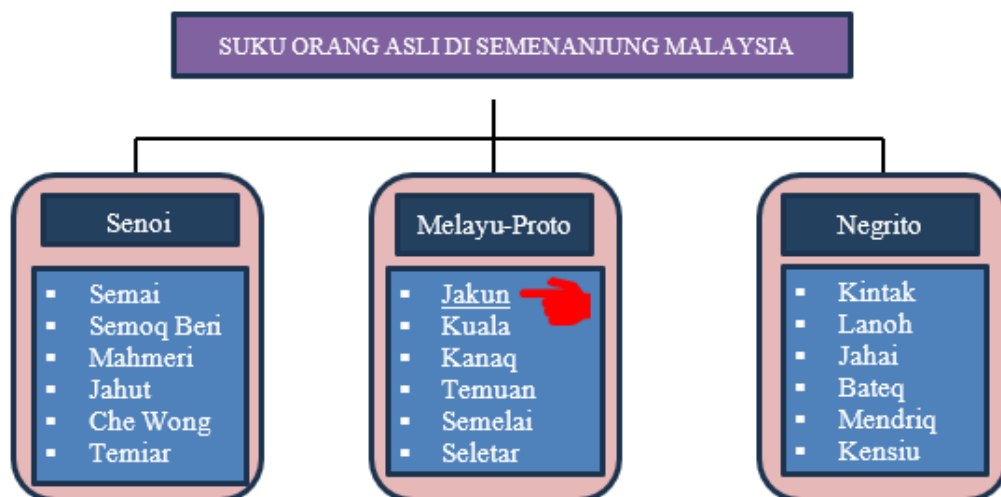 SUKU ORANG ASLI DI SEMENANJUNG MALAYSIA
Senoi
Semai
Semoq Beri
Mahmeri
Jahut
Che Wong
Temiar
Melayu-Proto
Jakun
Kuala
Kanaq
Temuan
Semelai
Seletar
Negrito
Kintak
Lanoh
Jahai
Bateq
Mendriq
Kensiu